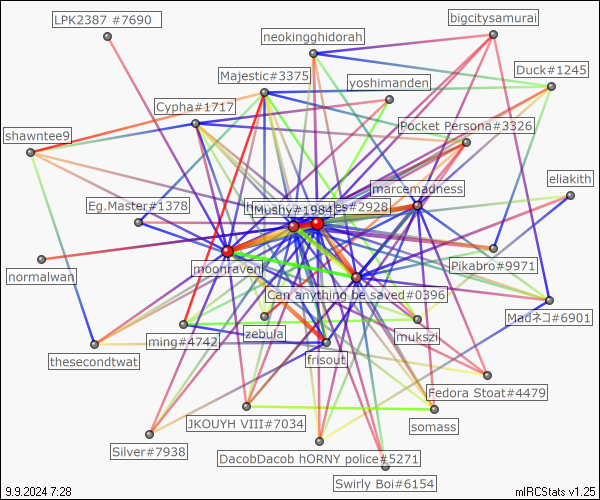 LPK2387 #7690
bigcitysamurai
neokingghidorah
Majestic#3375
yoshimanden
Duck#1245
Cypha#1717
Pocket Persona#3326
shawntee9
marcemadness
eliakith
Eg.Master#1378
Mushy#1984
es#2928
moonraven
Pikabro#9971
normalwan
Can anything be saved#0396
Madネコ#6901
zebula
mukszi
ming#4742
thesecondtwat
frisout
Fedora Stoat#4479
JKOUYH VIII#7034
somass
Silver#7938
DacobDacob hORNY police#5271
Swirly Boi#6154
9.9.2024 7:28
mIRCStats v1.25